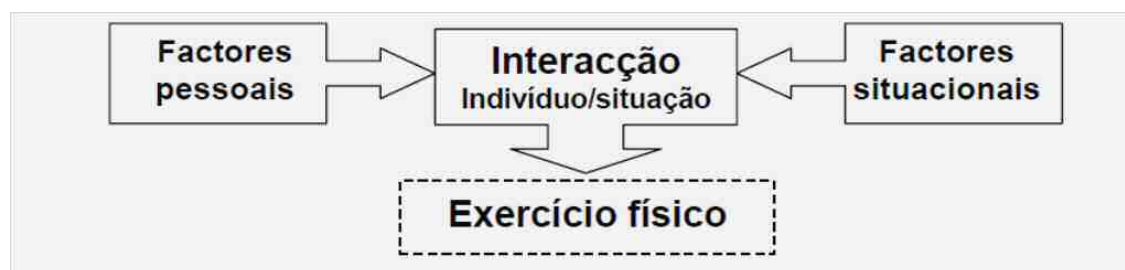 Factores
pessoais
Interacção
Indivíduo/situação
Factores
situacionais
Exercício físico